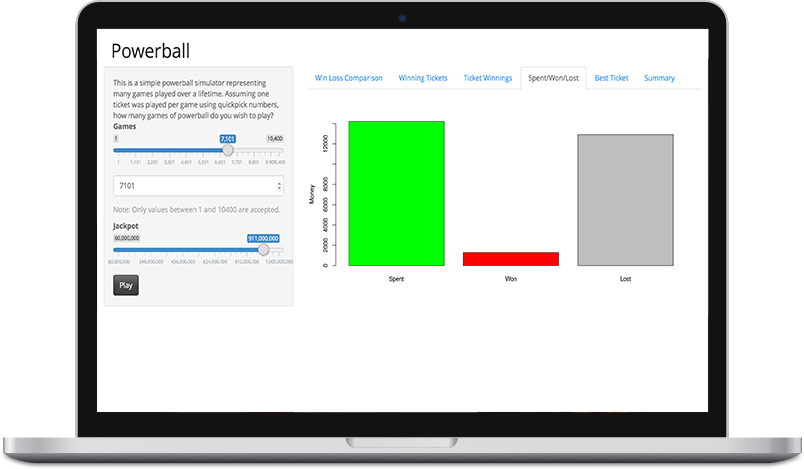 Powerball
This is a simple powerball simulator representing
many games played over a lifetime. Assuming one
ticket was played per game using quickpick numbers,
how many games of powerball do you wish to play?
Games
1
7,101
10,400
1 1,101 2,201 3,301 4,401 5,501 6,601 7,701 8,801 9,90110,400
7101
Note: Only values between 1 and 10400 are accepted.
Jackpot
60,000,000
911,000,000
60,000,000 248,000,000 436,000,000 624,000,000 812,000,000 1,000,000,000
Play
Win Loss Comparison Winning Tickets Ticket Winnings Spent/Won/Lost Best Ticket Summary
Money
12000
8000
6000
4000
2000
0
Spent Won Lost